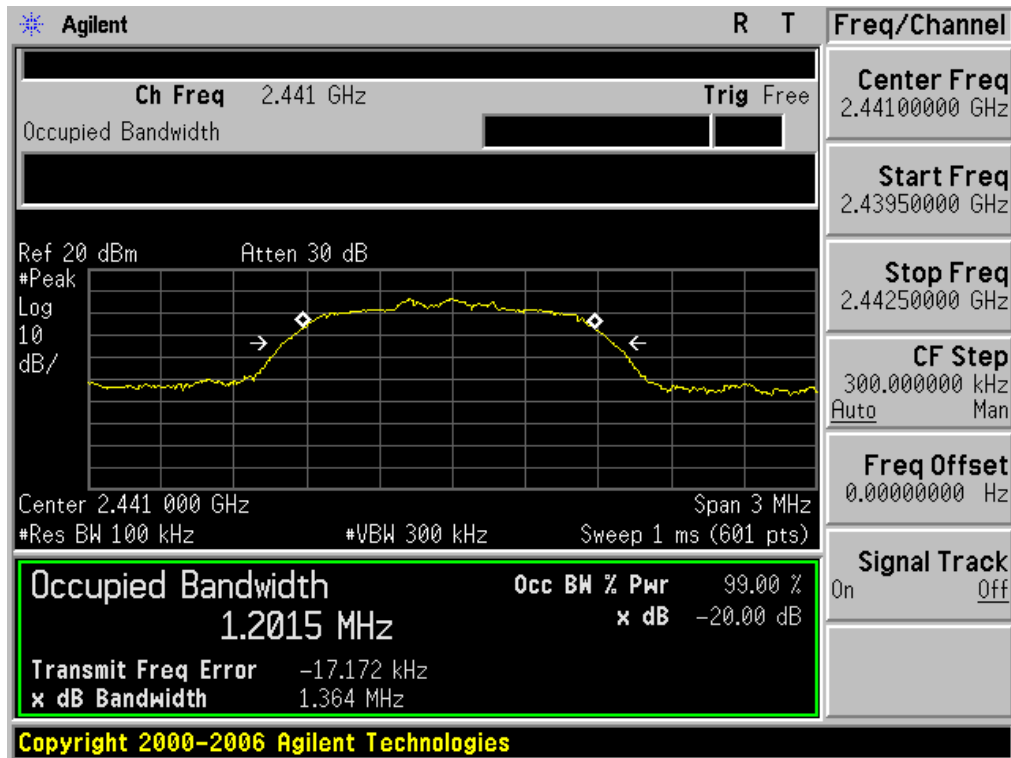 Agilent R T
Ch Freq 2.441 GHz Trig Free
Occupied Bandwidth
Ref 20 dBm Atten 30 dB
#Peak
Log
10
dB/
Center 2.441 000 GHz Span 3 MHz
#Res BW 100 kHz #VBW 300 kHz Sweep 1 ms (601 pts)
Occupied Bandwidth
1.2015 MHz
Occ BW % Pwr 99.00 %
x dB -20.00 dB
Transmit Freq Error -17.172 kHz
x dB Bandwidth 1.364 MHz
Copyright 2000-2006 Agilent Technologies
Freq/Channel
Center Freq
2.44100000 GHz
Start Freq
2.43950000 GHz
Stop Freq
2.44250000 GHz
CF Step
300.000000 kHz
Auto Man
Freq Offset
0.00000000 Hz
Signal Track
On Off